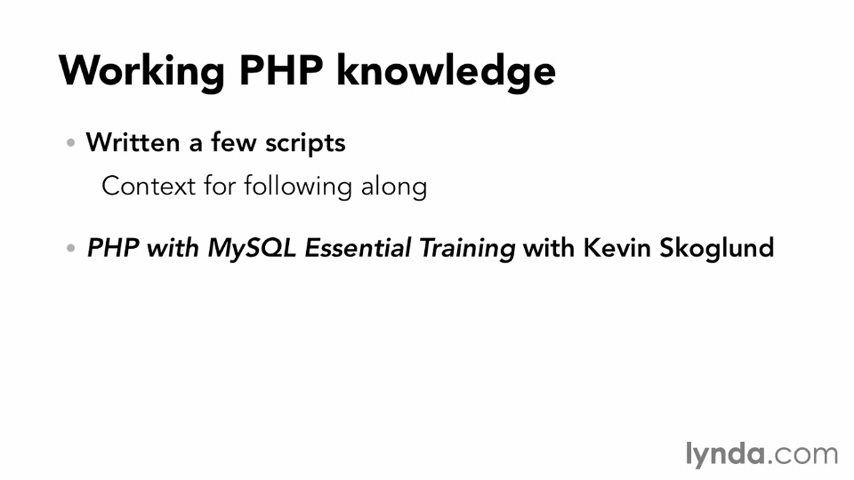 Working PHP knowledge
• Written a few scripts
Context for following along
• PHP with MySQL Essential Training with Kevin Skoglund
lynda.com